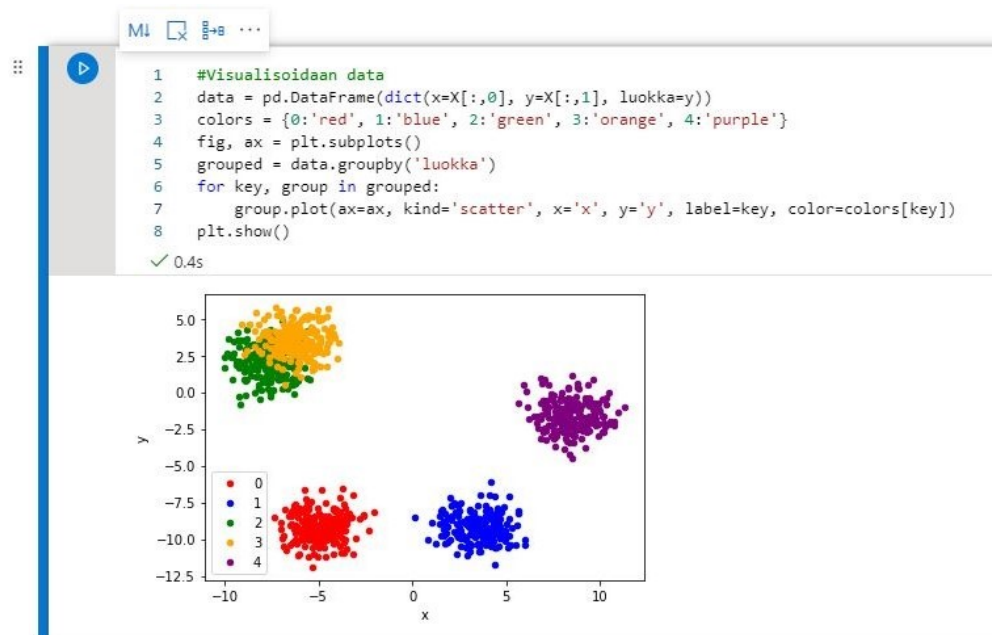 M↓
1 #Visualisoidaan data
2 data = pd.DataFrame(dict(x=X[:,0], y=X[:,1], luokka=y))
3 colors = {0:'red', 1:'blue', 2:'green', 3:'orange', 4:'purple'}
4 fig, ax = plt.subplots()
5 grouped = data.groupby('luokka')
6 for key, group in grouped:
7     group.plot(ax=ax, kind='scatter', x='x', y='y', label=key, color=colors[key])
8 plt.show()
0.4s
5.0
2.5
0.0
−2.5
−5.0
−7.5
−10.0
−12.5
y
0
1
2
3
4
−10 −5 0 5 10
x